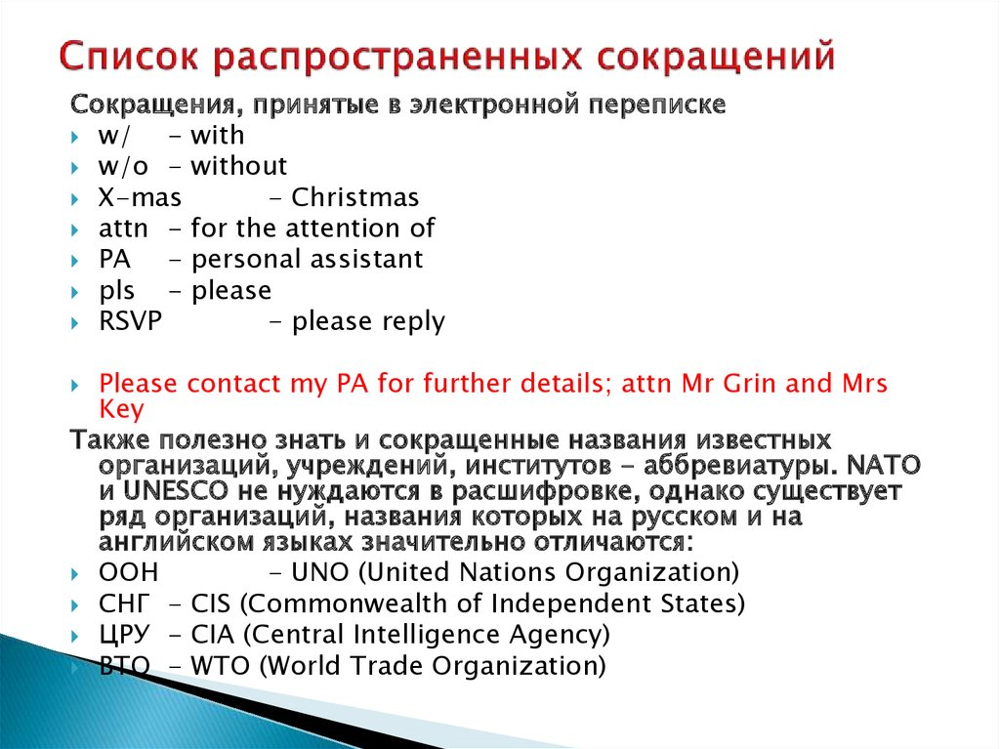 Список распространенных сокращений
Сокращения, принятые в электронной переписке
w/ - with
w/o - without
X-mas - Christmas
attn - for the attention of
PA - personal assistant
pls - please
RSVP - please reply
Please contact my PA for further details; attn Mr Grin and Mrs
Key
Также полезно знать и сокращенные названия известных
организаций, учреждений, институтов - аббревиатуры. NATO
и UNESCO не нуждаются в расшифровке, однако существует
ряд организаций, названия которых на русском и на
английском языках значительно отличаются:
ООН - UNO (United Nations Organization)
СНГ - CIS (Commonwealth of Independent States)
ЦРУ - CIA (Central Intelligence Agency)
ВТО - WTO (World Trade Organization)